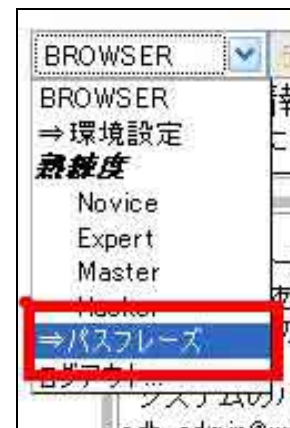 BROWSER
BROWSER
⇒環境設定
熟練度
Novice
Expert
Master
Hacker
⇒パスフレーズ
ログアウト...